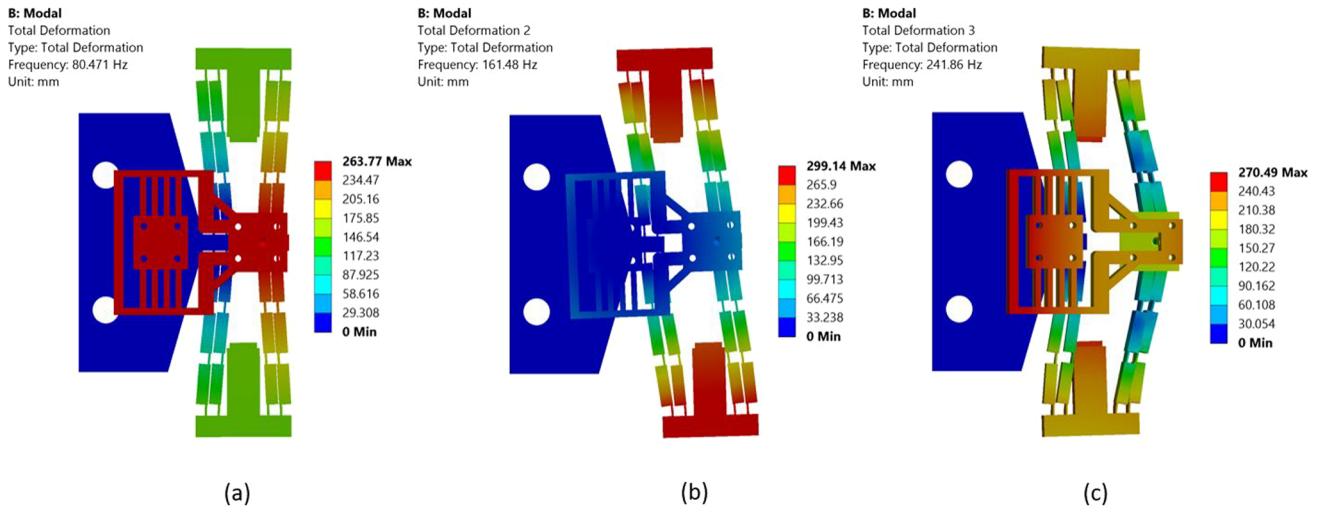 B: Modal
Total Deformation
Type: Total Deformation
Frequency: 80.471 Hz
Unit: mm
263.77 Max
234.47
205.16
175.85
146.54
117.23
87.925
58.616
29.308
0 Min
(a)
B: Modal
Total Deformation 2
Type: Total Deformation
Frequency: 161.48 Hz
Unit: mm
299.14 Max
265.9
232.66
199.43
166.19
132.95
99.713
66.475
33.238
0 Min
(b)
B: Modal
Total Deformation 3
Type: Total Deformation
Frequency: 241.86 Hz
Unit: mm
270.49 Max
240.43
210.38
180.32
150.27
120.22
90.162
60.108
30.054
0 Min
(c)